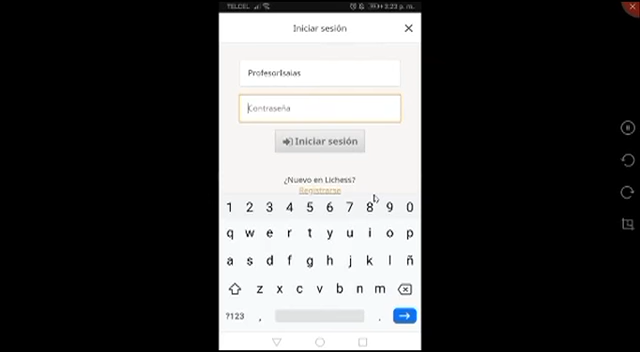 TELCEL 3:23 p. m.
Iniciar sesión
ProfesorIsaias
Contraseña
Iniciar sesión
¿Nuevo en Lichess?
Registrarse
1 2 3 4 5 6 7 8 9 0
q w e r t y u i o p
a s d f g h j k l ñ
z x c v b n m
?123 , .